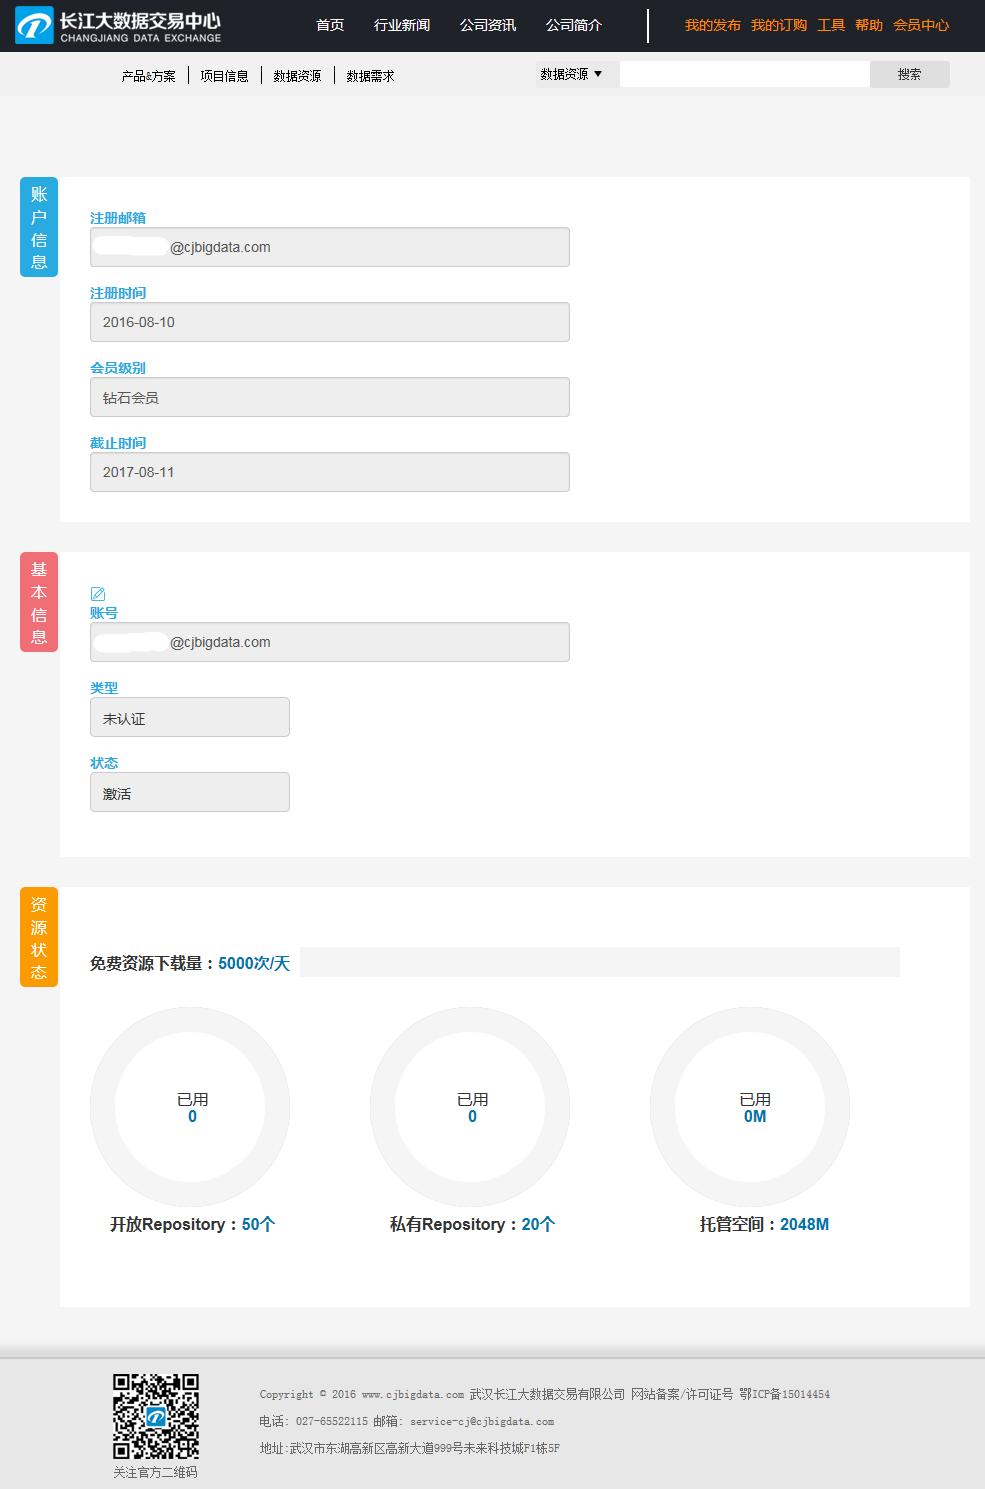 长江大数据交易中心
CHANGJIANG DATA EXCHANGE
首页 行业新闻 公司资讯 公司简介 我的发布 我的订购 工具 帮助 会员中心
产品&方案 项目信息 数据资源 数据需求 数据资源 ▼ 搜索
账户信息
注册邮箱
@cjbigdata.com
注册时间
2016-08-10
会员级别
钻石会员
截止时间
2017-08-11
基本信息
账号
@cjbigdata.com
类型
未认证
状态
激活
资源状态
免费资源下载量：5000次/天
已用
0
已用
0
已用
0M
开放Repository：50个
私有Repository：20个
托管空间：2048M
Copyright © 2016 www.cjbigdata.com 武汉长江大数据交易有限公司 网站备案/许可证号 鄂ICP备15014454
电话: 027-65522115 邮箱: service-cj@cjbigdata.com
地址:武汉市东湖高新区高新大道999号未来科技城F1栋5F
关注官方二维码